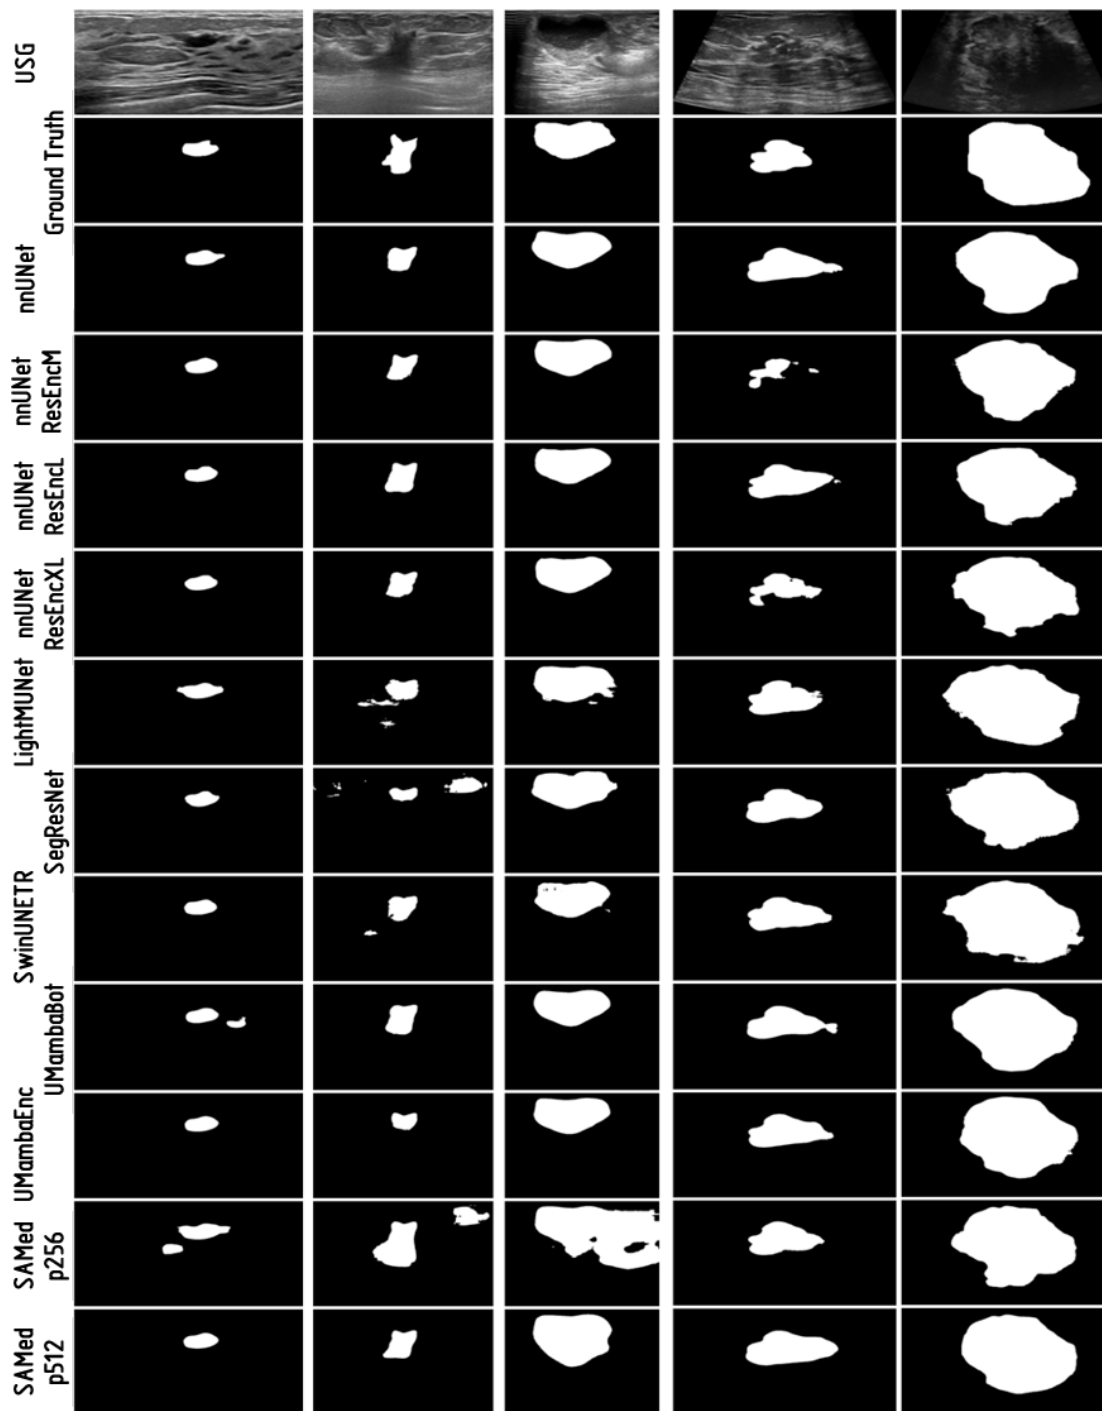 USG
Ground Truth
nnUNet
nnUNet
ResEncM
nnUNet
ResEncL
nnUNet
ResEncXL
LightMUNet
SegResNet
SwinUNETR
UMambaBot
UMambaEnc
SAMed
p256
SAMed
p512